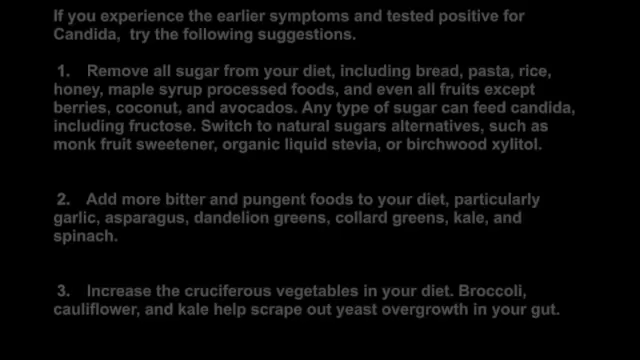 If you experience the earlier symptoms and tested positive for
Candida,  try the following suggestions.
1.    Remove all sugar from your diet, including bread, pasta, rice,
honey, maple syrup processed foods, and even all fruits except
berries, coconut, and avocados. Any type of sugar can feed candida,
including fructose. Switch to natural sugars alternatives, such as
monk fruit sweetener, organic liquid stevia, or birchwood xylitol.
2.    Add more bitter and pungent foods to your diet, particularly
garlic, asparagus, dandelion greens, collard greens, kale, and
spinach.
3.    Increase the cruciferous vegetables in your diet. Broccoli,
cauliflower, and kale help scrape out yeast overgrowth in your gut.